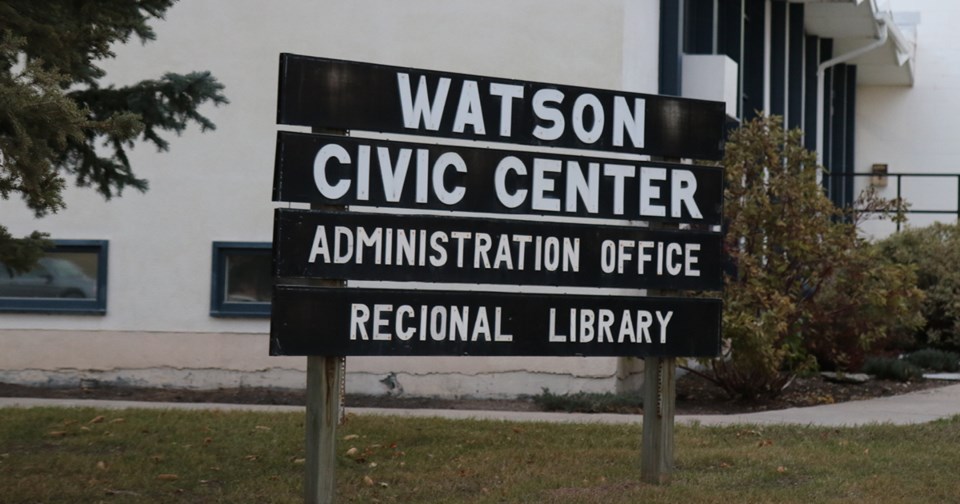 WATSON
CIVIC CENTER
ADMINISTRATION OFFICE
REGIONAL LIBRARY